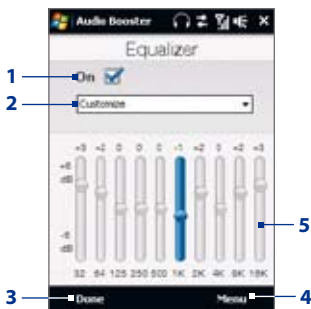 Audio Booster
Equalizer
1 On
2 Customize
+3 +2 0 0 0 -1 +2 0 +2 +3
+6
dB
5
-6
dB
32 64 125 250 500 1K 2K 4K 8K 16K
3 Done Menu 4